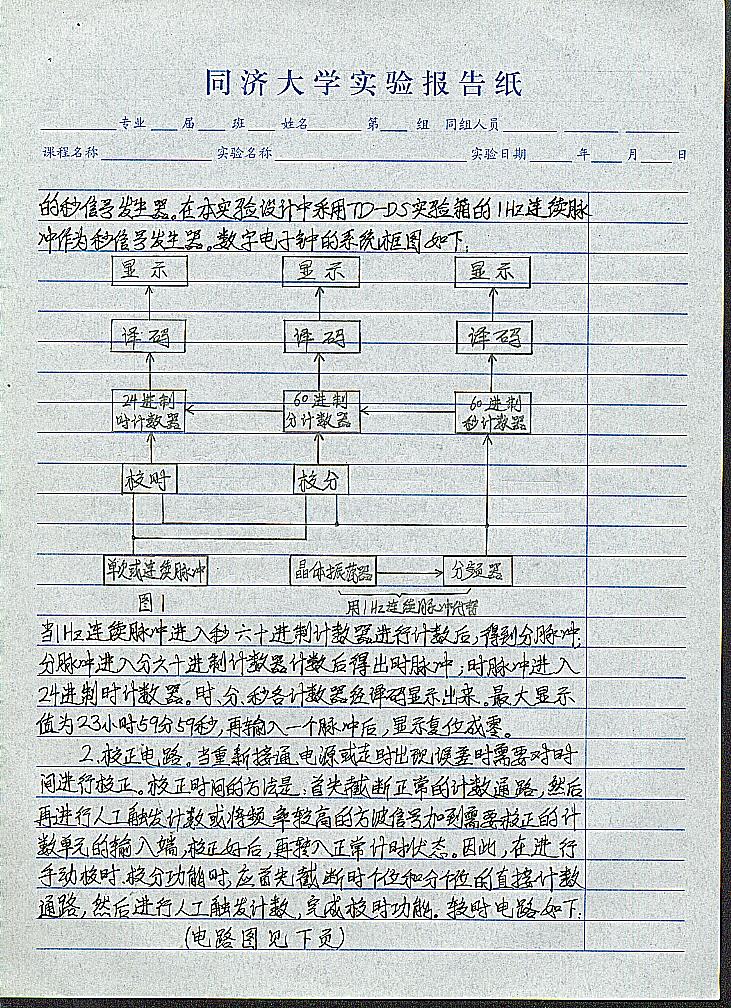 同济大学实验报告纸
专业 届 班 姓名 第 组 同组人员
课程名称 实验名称 实验日期 年 月 日
的秒信号发生器。在本实验设计中采用TD-DS实验箱的1Hz连续脉
冲作为秒信号发生器。数字电子钟的系统框图如下:
显示 显示 显示
译码 译码 译码
24进制 60进制 60进制
时计数器 分计数器 秒计数器
校时 校分
单次或连续脉冲 晶体振荡器 分频器
图1 用1Hz连续脉冲代替
当1Hz连续脉冲进入秒六十进制计数器进行计数后,得到分脉冲;
分脉冲进入分六十进制计数器计数后得出时脉冲;时脉冲进入
24进制时计数器。时、分、秒各计数器经译码显示出来。最大显示
值为23小时59分59秒,再输入一个脉冲后,显示复位成零。
2.校正电路。当重新接通电源或走时出现误差时需要对时
间进行校正。校正时间的方法是:首先截断正常的计数通路,然后
再进行人工触发计数或将频率较高的方波信号加到需要校正的计
数单元的输入端,校正好后,再转入正常计时状态。因此,在进行
手动校时、校分功能时,应首先截断时个位和分个位的直接计数
通路,然后进行人工触发计数,完成校时功能。较时电路如下:
(电路图见下页)